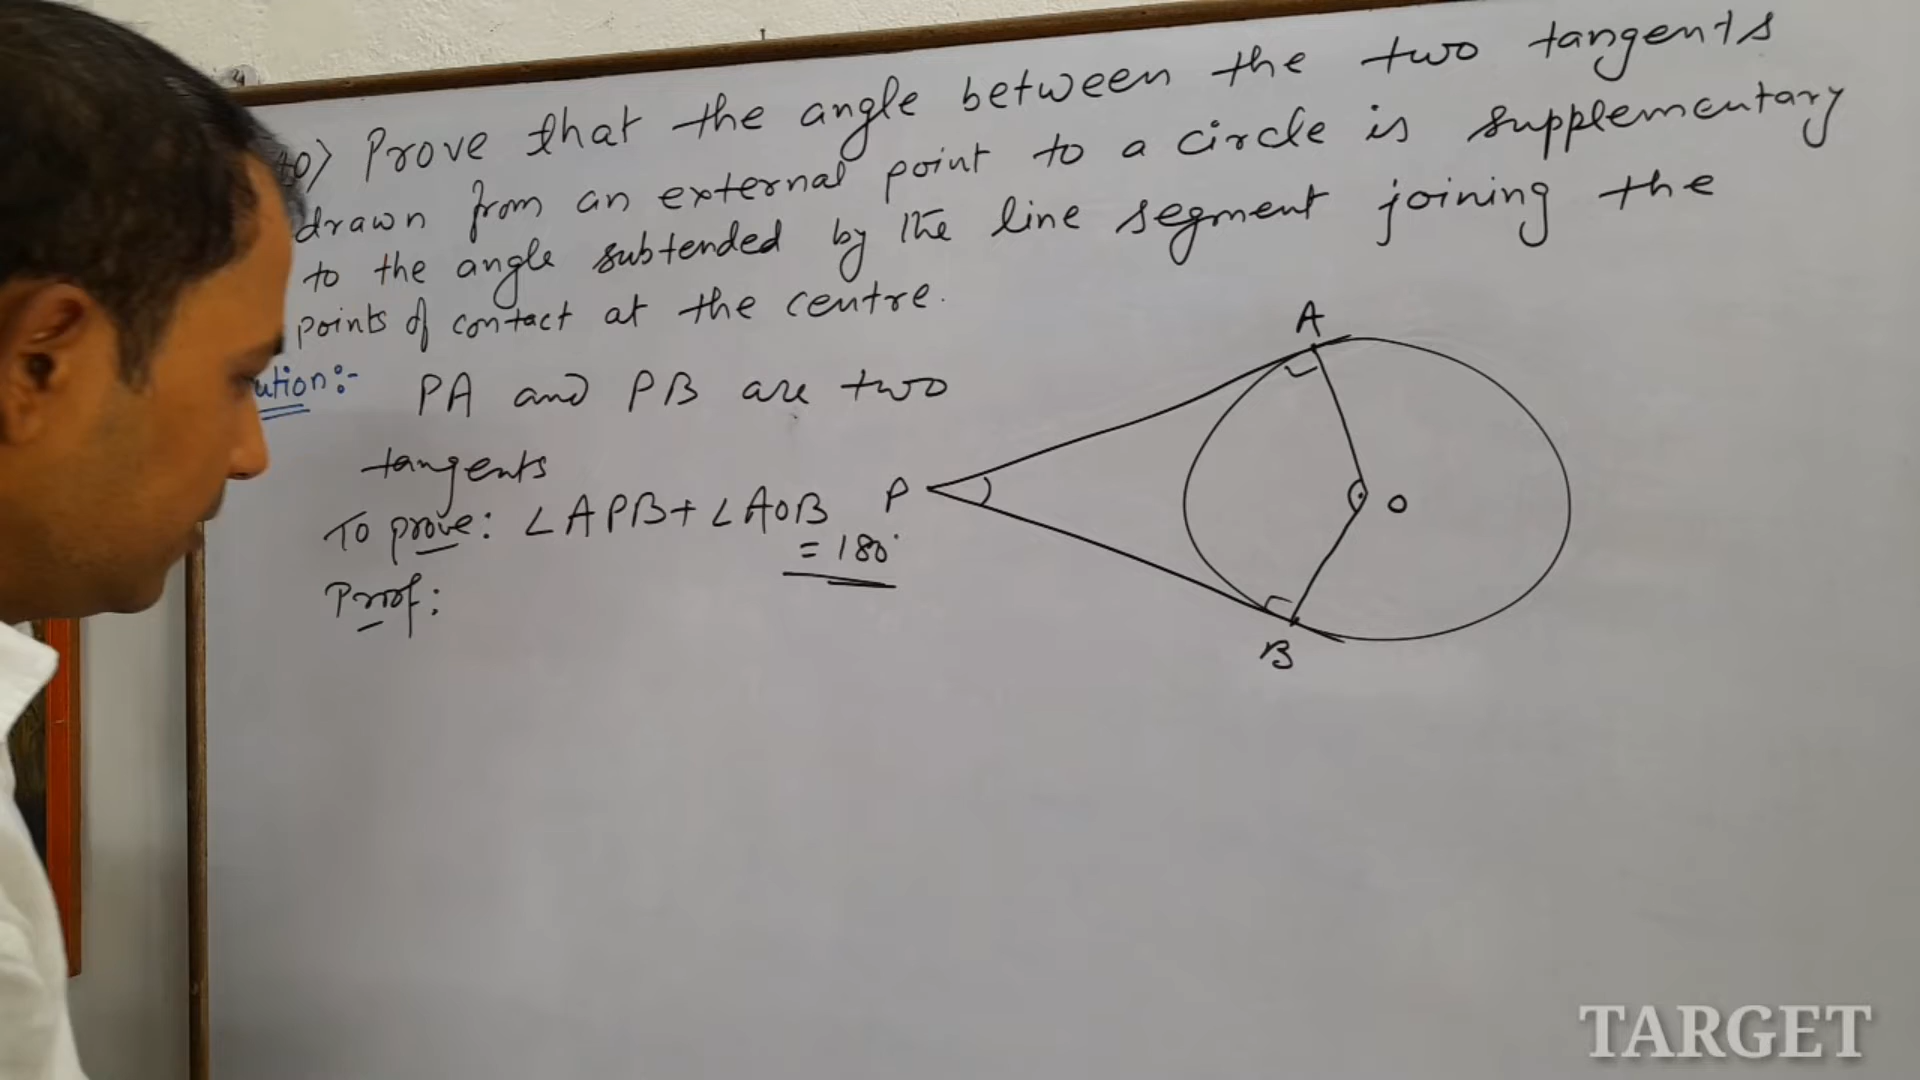 10) Prove that the angle between the two tangents
drawn from an external point to a circle is supplementary
to the angle subtended by the line segment joining the
points of contact at the centre.
ution:- PA and PB are two
tangents
To prove: ∠APB+∠AOB
= 180°
Proof:
A
P
O
B
TARGET